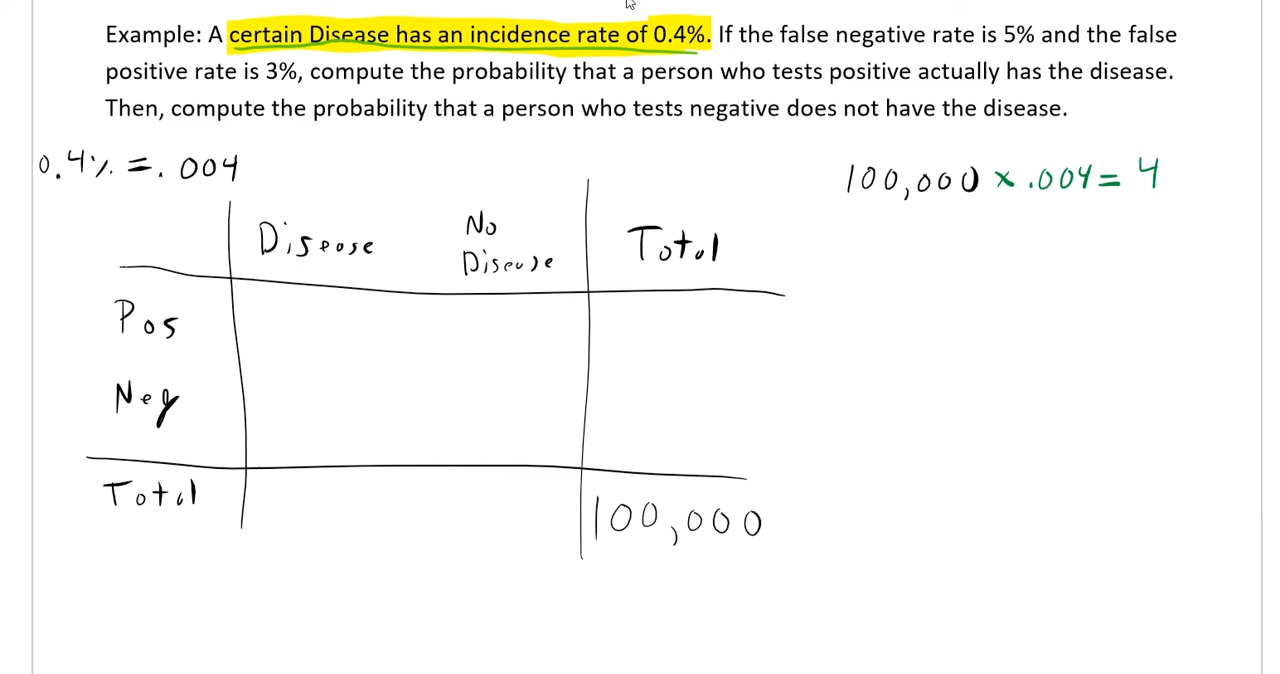 Example: A certain Disease has an incidence rate of 0.4%. If the false negative rate is 5% and the false
positive rate is 3%, compute the probability that a person who tests positive actually has the disease.
Then, compute the probability that a person who tests negative does not have the disease.
0.4% = .004
100,000 × .004 = 4
Disease No Disease Total
Pos
Neg
Total 100,000